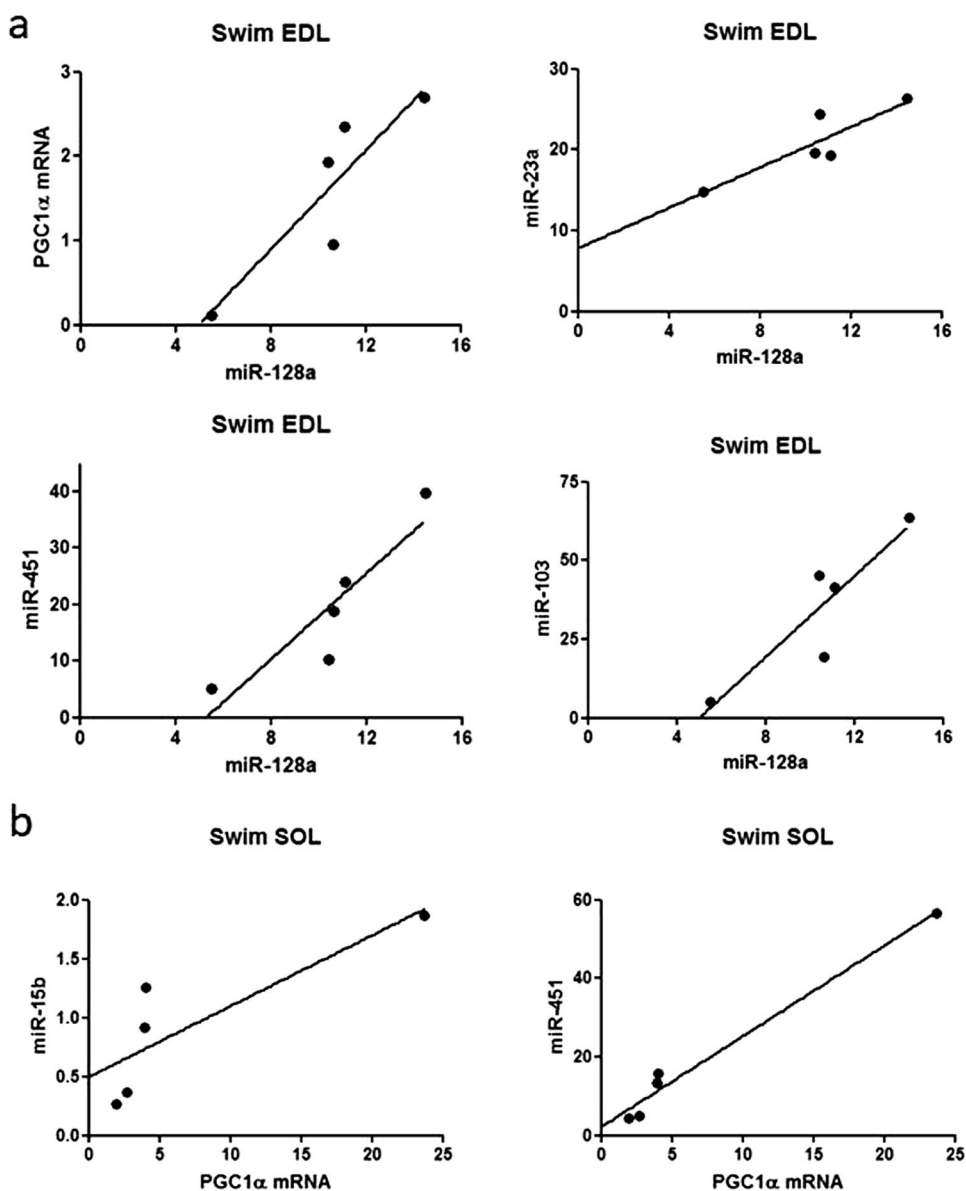 a
Swim EDL
PGC1α mRNA
3
2
1
0
0 4 8 12 16
miR-128a
Swim EDL
miR-23a
30
20
10
0
0 4 8 12 16
miR-128a
Swim EDL
miR-451
40
30
20
10
0
0 4 8 12 16
miR-128a
Swim EDL
miR-103
75
50
25
0
0 4 8 12 16
miR-128a
b
Swim SOL
miR-15b
2.0
1.5
1.0
0.5
0.0
0 5 10 15 20 25
PGC1α mRNA
Swim SOL
miR-451
60
40
20
0
0 5 10 15 20 25
PGC1α mRNA